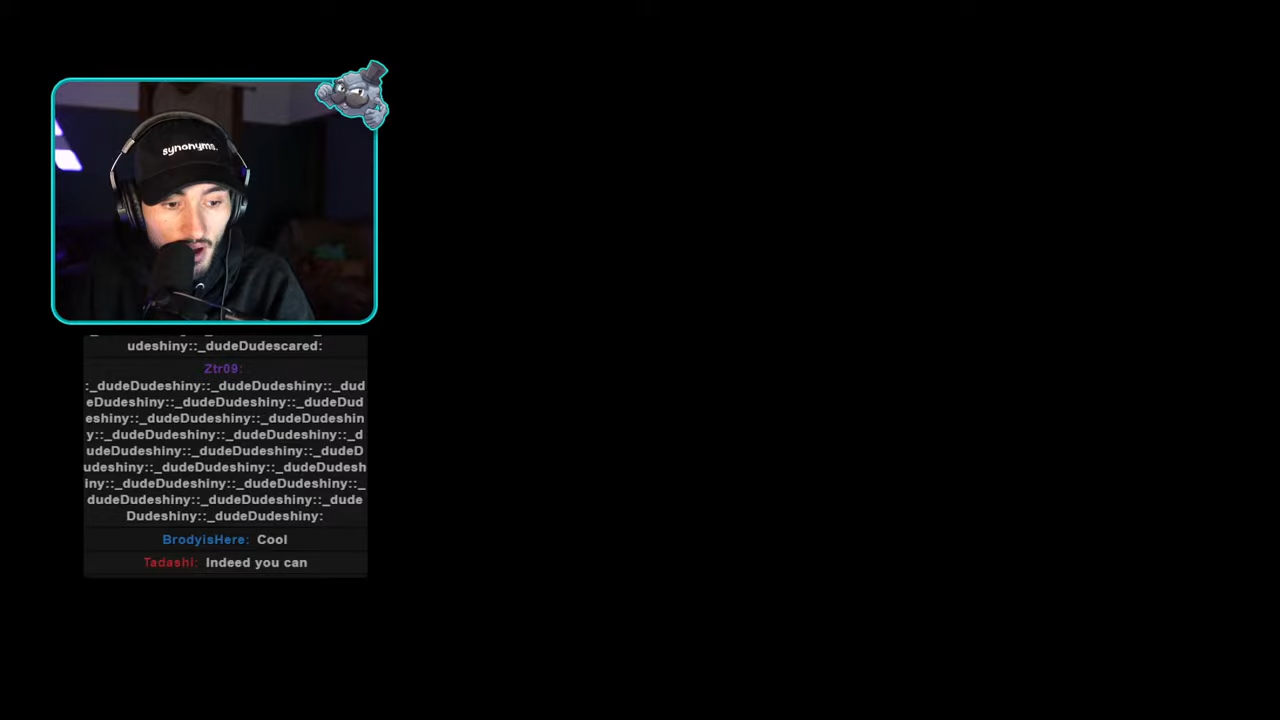 synonyms.
udeshiny::_dudeDudescared:
Ztr09:
:_dudeDudeshiny::_dudeDudeshiny::_dud
eDudeshiny::_dudeDudeshiny::_dudeDud
eshiny::_dudeDudeshiny::_dudeDudeshin
y::_dudeDudeshiny::_dudeDudeshiny::_d
udeDudeshiny::_dudeDudeshiny::_dudeD
udeshiny::_dudeDudeshiny::_dudeDudesh
iny::_dudeDudeshiny::_dudeDudeshiny::_
dudeDudeshiny::_dudeDudeshiny::_dude
Dudeshiny::_dudeDudeshiny:
BrodyisHere: Cool
Tadashi: Indeed you can